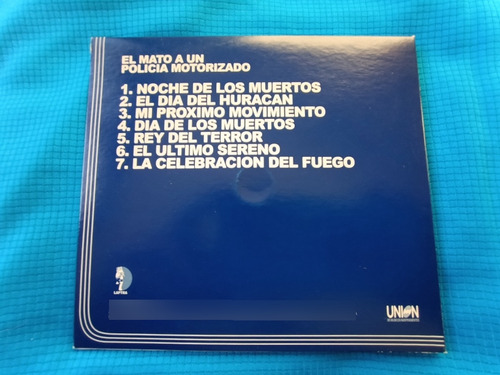 EL MATO A UN
POLICIA MOTORIZADO
1. NOCHE DE LOS MUERTOS
2. EL DIA DEL HURACAN
3. MI PROXIMO MOVIMIENTO
4. DIA DE LOS MUERTOS
5. REY DEL TERROR
6. EL ULTIMO SERENO
7. LA CELEBRACION DEL FUEGO
LAPTRA
UNION